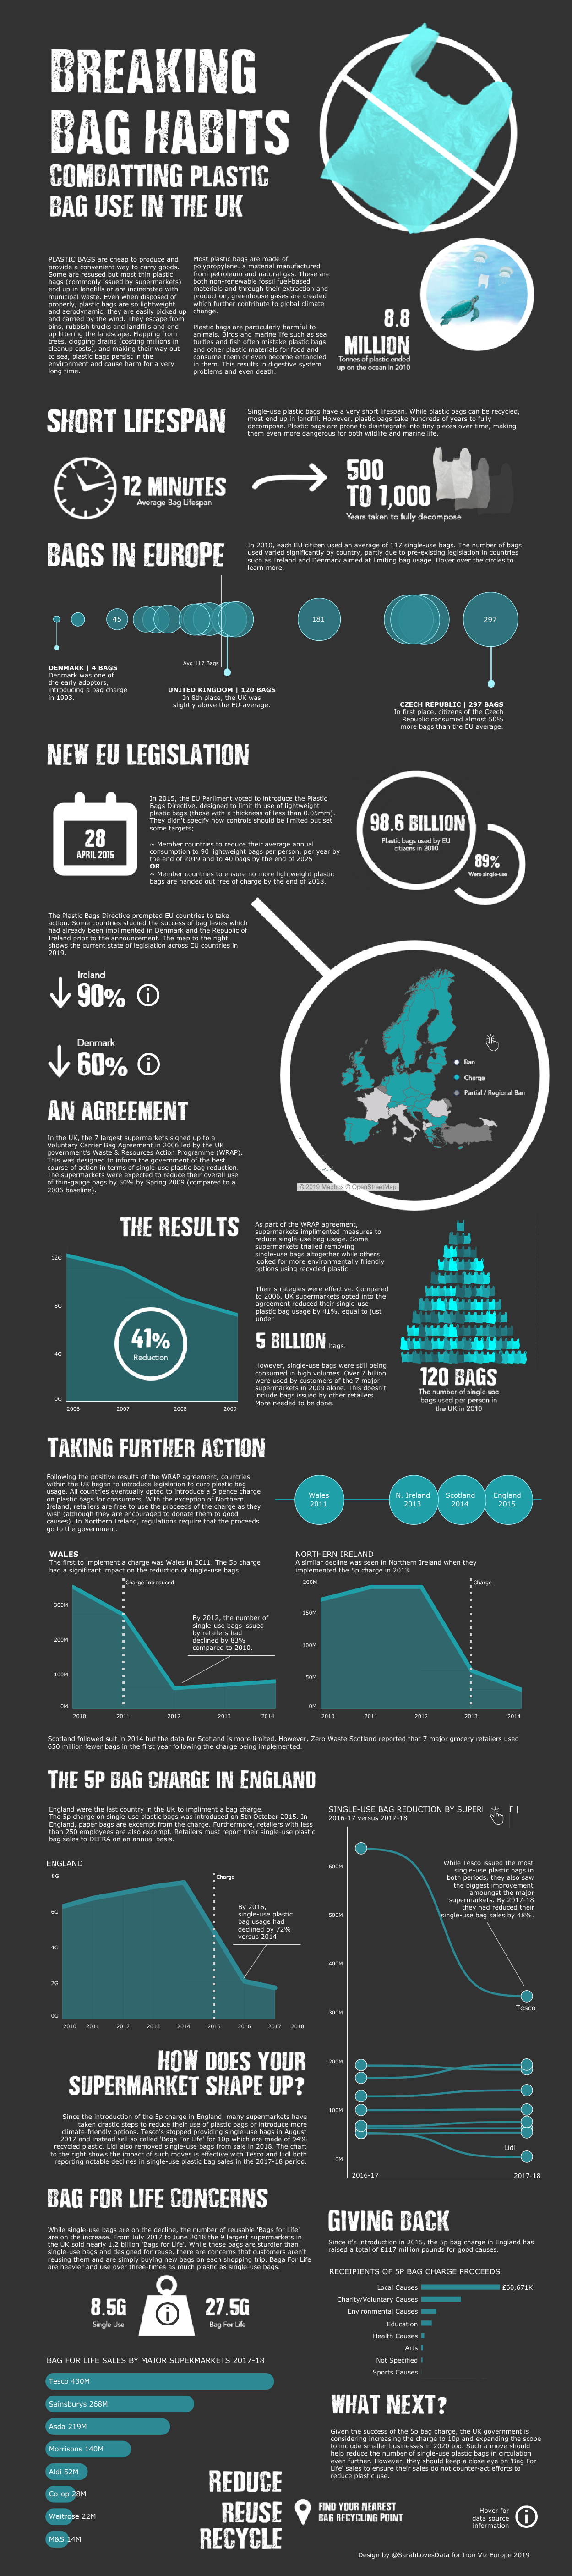 BREAKING
BAG HABITS
COMBATTING PLASTIC
BAG USE IN THE UK
PLASTIC BAGS are cheap to produce and
provide a convenient way to carry goods.
Some are resused but most thin plastic
bags (commonly issued by supermarkets)
end up in landfills or are incinerated with
municipal waste. Even when disposed of
properly, plastic bags are so lightweight
and aerodynamic, they are easily picked up
and carried by the wind. They escape from
bins, rubbish trucks and landfills and end
up littering the landscape. Flapping from
trees, clogging drains (costing millions in
cleanup costs), and making their way out
to sea, plastic bags persist in the
environment and cause harm for a very
long time.
Most plastic bags are made of
polypropylene. a material manufactured
from petroleum and natural gas. These are
both non-renewable fossil fuel-based
materials and through their extraction and
production, greenhouse gases are created
which further contribute to global climate
change.
Plastic bags are particularly harmful to
animals. Birds and marine life such as sea
turtles and fish often mistake plastic bags
and other plastic materials for food and
consume them or even become entangled
in them. This results in digestive system
problems and even death.
8.8
MILLION
Tonnes of plastic ended
up on the ocean in 2010
SHORT LIFESPAN
Single-use plastic bags have a very short lifespan. While plastic bags can be recycled,
most end up in landfill. However, plastic bags take hundreds of years to fully
decompose. Plastic bags are prone to disintegrate into tiny pieces over time, making
them even more dangerous for both wildlife and marine life.
12 MINUTES
Average Bag Lifespan
500
TO 1,000
Years taken to fully decompose
BAGS IN EUROPE
In 2010, each EU citizen used an average of 117 single-use bags. The number of bags
used varied significantly by country, partly due to pre-existing legislation in countries
such as Ireland and Denmark aimed at limiting bag usage. Hover over the circles to
learn more.
45
181
297
Avg 117 Bags
DENMARK | 4 BAGS
Denmark was one of
the early adoptors,
introducing a bag charge
in 1993.
UNITED KINGDOM | 120 BAGS
In 8th place, the UK was
slightly above the EU-average.
CZECH REPUBLIC | 297 BAGS
In first place, citizens of the Czech
Republic consumed almost 50%
more bags than the EU average.
NEW EU LEGISLATION
28
APRIL 2015
In 2015, the EU Parliment voted to introduce the Plastic
Bags Directive, designed to limit th use of lightweight
plastic bags (those with a thickness of less than 0.05mm).
They didn't specify how controls should be limited but set
some targets;
~ Member countries to reduce their average annual
consumption to 90 lightweight bags per person, per year by
the end of 2019 and to 40 bags by the end of 2025
OR
~ Member countries to ensure no more lightweight plastic
bags are handed out free of charge by the end of 2018.
98.6 BILLION
Plastic bags used by EU
citizens in 2010
89%
Were single-use
The Plastic Bags Directive prompted EU countries to take
action. Some countries studied the success of bag levies which
had already been implimented in Denmark and the Republic of
Ireland prior to the announcement. The map to the right
shows the current state of legislation across EU countries in
2019.
Ireland
90%
Denmark
60%
Ban
Charge
Partial / Regional Ban
© 2019 Mapbox © OpenStreetMap
AN AGREEMENT
In the UK, the 7 largest supermarkets signed up to a
Voluntary Carrier Bag Agreement in 2006 led by the UK
government's Waste & Resources Action Programme (WRAP).
This was designed to inform the government of the best
course of action in terms of single-use plastic bag reduction.
The supermarkets were expected to reduce their overall use
of thin-gauge bags by 50% by Spring 2009 (compared to a
2006 baseline).
THE RESULTS
12G
8G
4G
0G
2006 2007 2008 2009
41%
Reduction
As part of the WRAP agreement,
supermarkets implimented measures to
reduce single-use bag usage. Some
supermarkets trialled removing
single-use bags altogether while others
looked for more environmentally friendly
options using recycled plastic.
Their strategies were effective. Compared
to 2006, UK supermarkets opted into the
agreement reduced their single-use
plastic bag usage by 41%, equal to just
under
5 BILLION bags.
However, single-use bags were still being
consumed in high volumes. Over 7 billion
were used by customers of the 7 major
supermarkets in 2009 alone. This doesn't
include bags issued by other retailers.
More needed to be done.
120 BAGS
The number of single-use
bags used per person in
the UK in 2010
TAKING FURTHER ACTION
Following the positive results of the WRAP agreement, countries
within the UK began to introduce legislation to curb plastic bag
usage. All countries eventually opted to introduce a 5 pence charge
on plastic bags for consumers. With the exception of Northern
Ireland, retailers are free to use the proceeds of the charge as they
wish (although they are encouraged to donate them to good
causes). In Northern Ireland, regulations require that the proceeds
go to the government.
Wales
2011
N. Ireland
2013
Scotland
2014
England
2015
WALES
The first to implement a charge was Wales in 2011. The 5p charge
had a significant impact on the reduction of single-use bags.
Charge Introduced
300M
200M
100M
0M
By 2012, the number of
single-use bags issued
by retailers had
declined by 83%
compared to 2010.
2010 2011 2012 2013 2014
NORTHERN IRELAND
A similar decline was seen in Northern Ireland when they
implemented the 5p charge in 2013.
Charge
200M
150M
100M
50M
0M
2010 2011 2012 2013 2014
Scotland followed suit in 2014 but the data for Scotland is more limited. However, Zero Waste Scotland reported that 7 major grocery retailers used
650 million fewer bags in the first year following the charge being implemented.
THE 5P BAG CHARGE IN ENGLAND
England were the last country in the UK to impliment a bag charge.
The 5p charge on single-use plastic bags was introduced on 5th October 2015. In
England, paper bags are exempt from the charge. Furthermore, retailers with less
than 250 employees are also exempt. Retailers must report their single-use plastic
bag sales to DEFRA on an annual basis.
ENGLAND
8G
6G
4G
2G
0G
Charge
By 2016,
single-use plastic
bag usage had
declined by 72%
versus 2014.
2010 2011 2012 2013 2014 2015 2016 2017 2018
SINGLE-USE BAG REDUCTION BY SUPER T |
2016-17 versus 2017-18
600M
500M
400M
300M
200M
100M
0M
While Tesco issued the most
single-use plastic bags in
both periods, they also saw
the biggest improvement
amoungst the major
supermarkets. By 2017-18
they had reduced their
single-use bag sales by 48%.
Tesco
Lidl
2016-17 2017-18
HOW DOES YOUR
SUPERMARKET SHAPE UP?
Since the introduction of the 5p charge in England, many supermarkets have
taken drastic steps to reduce their use of plastic bags or introduce more
climate-friendly options. Tesco's stopped providing single-use bags in August
2017 and instead sell so called 'Bags For Life' for 10p which are made of 94%
recycled plastic. Lidl also removed single-use bags from sale in 2018. The chart
to the right shows the impact of such moves is effective with Tesco and Lidl both
reporting notable declines in single-use plastic bag sales in the 2017-18 period.
BAG FOR LIFE CONCERNS
While single-use bags are on the decline, the number of reusable 'Bags for Life'
are on the increase. From July 2017 to June 2018 the 9 largest supermarkets in
the UK sold nearly 1.2 billion 'Bags for Life'. While these bags are sturdier than
single-use bags and designed for reuse, there are concerns that customers aren't
reusing them and are simply buying new bags on each shopping trip. Baga For Life
are heavier and use over three-times as much plastic as single-use bags.
8.5G
Single Use
27.5G
Bag For Life
BAG FOR LIFE SALES BY MAJOR SUPERMARKETS 2017-18
Tesco 430M
Sainsburys 268M
Asda 219M
Morrisons 140M
Aldi 52M
Co-op 28M
Waitrose 22M
M&S 14M
GIVING BACK
Since it's introduction in 2015, the 5p bag charge in England has
raised a total of £117 million pounds for good causes.
RECEIPIENTS OF 5P BAG CHARGE PROCEEDS
Local Causes £60,671K
Charity/Voluntary Causes
Environmental Causes
Education
Health Causes
Arts
Not Specified
Sports Causes
WHAT NEXT?
Given the success of the 5p bag charge, the UK government is
considering increasing the charge to 10p and expanding the scope
to include smaller businesses in 2020 too. Such a move should
help reduce the number of single-use plastic bags in circulation
even further. However, they should keep a close eye on 'Bag For
Life' sales to ensure their sales do not counter-act efforts to
reduce plastic use.
REDUCE
REUSE
RECYCLE
FIND YOUR NEAREST
BAG RECYCLING POINT
Hover for
data source
information
Design by @SarahLovesData for Iron Viz Europe 2019